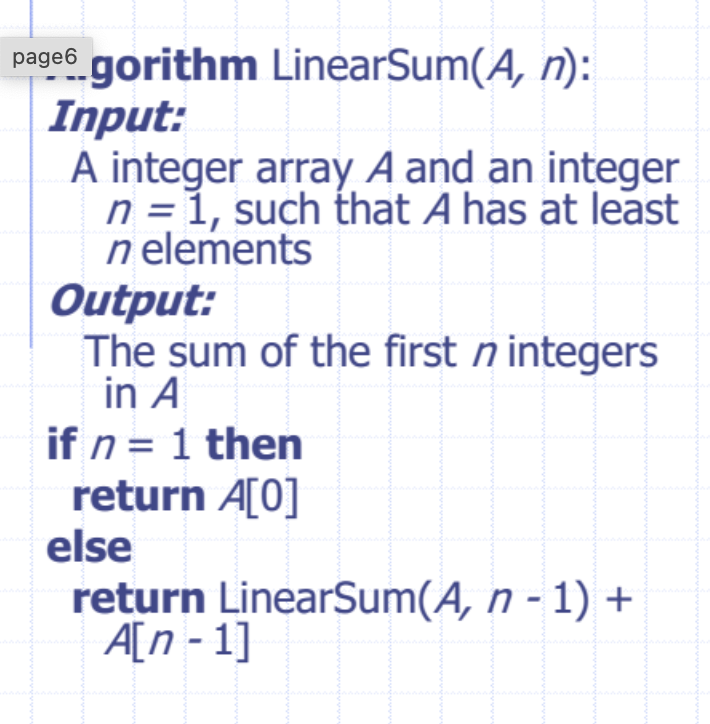 page6
gorithm LinearSum(A, n):
Input:
A integer array A and an integer
n = 1, such that A has at least
n elements
Output:
The sum of the first n integers
in A
if n = 1 then
return A[0]
else
return LinearSum(A, n - 1) +
A[n - 1]